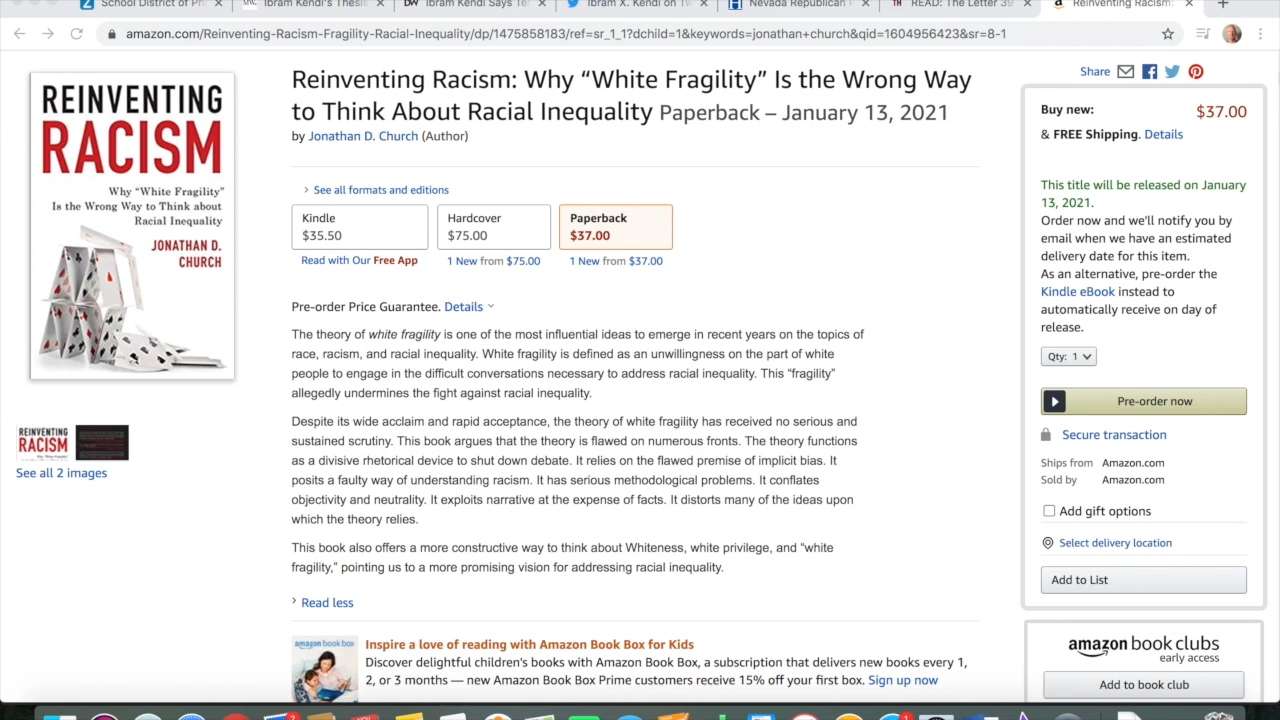 School District of Ph
Ibram Kendi's Thesis
Ibram Kendi Says Ter
Ibram X. Kendi on Tw
Nevada Republican P
READ: The Letter 39
Reinventing Racism:
amazon.com/Reinventing-Racism-Fragility-Racial-Inequality/dp/1475858183/ref=sr_1_1?dchild=1&keywords=jonathan+church&qid=1604956423&sr=8-1
REINVENTING
RACISM
Why “White Fragility”
Is the Wrong Way to Think about
Racial Inequality
JONATHAN D.
CHURCH
REINVENTING
RACISM
See all 2 images
Reinventing Racism: Why “White Fragility” Is the Wrong Way
to Think About Racial Inequality Paperback – January 13, 2021
by Jonathan D. Church (Author)
See all formats and editions
Kindle
$35.50
Hardcover
$75.00
Paperback
$37.00
Read with Our Free App
1 New from $75.00
1 New from $37.00
Pre-order Price Guarantee. Details
The theory of white fragility is one of the most influential ideas to emerge in recent years on the topics of
race, racism, and racial inequality. White fragility is defined as an unwillingness on the part of white
people to engage in the difficult conversations necessary to address racial inequality. This “fragility”
allegedly undermines the fight against racial inequality.
Despite its wide acclaim and rapid acceptance, the theory of white fragility has received no serious and
sustained scrutiny. This book argues that the theory is flawed on numerous fronts. The theory functions
as a divisive rhetorical device to shut down debate. It relies on the flawed premise of implicit bias. It
posits a faulty way of understanding racism. It has serious methodological problems. It conflates
objectivity and neutrality. It exploits narrative at the expense of facts. It distorts many of the ideas upon
which the theory relies.
This book also offers a more constructive way to think about Whiteness, white privilege, and “white
fragility,” pointing us to a more promising vision for addressing racial inequality.
Read less
amazon book box
Inspire a love of reading with Amazon Book Box for Kids
Discover delightful children's books with Amazon Book Box, a subscription that delivers new books every 1,
2, or 3 months — new Amazon Book Box Prime customers receive 15% off your first box. Sign up now
Share
Buy new: $37.00
& FREE Shipping. Details
This title will be released on January
13, 2021.
Order now and we'll notify you by
email when we have an estimated
delivery date for this item.
As an alternative, pre-order the
Kindle eBook instead to
automatically receive on day of
release.
Qty: 1
Pre-order now
Secure transaction
Ships from Amazon.com
Sold by Amazon.com
Add gift options
Select delivery location
Add to List
amazon book clubs
early access
Add to book club